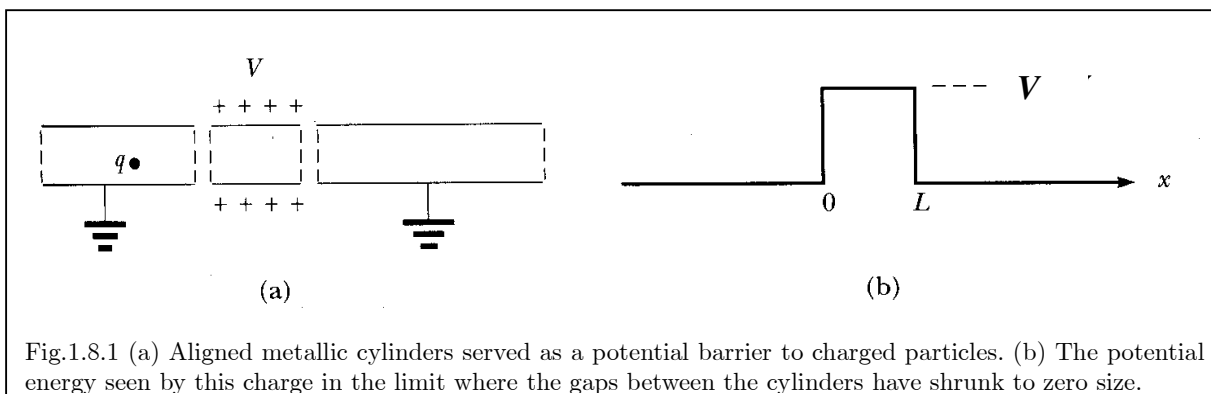 V
+ + + +
q
+ + + +
(a)
V
0
L
x
(b)
Fig.1.8.1 (a) Aligned metallic cylinders served as a potential barrier to charged particles. (b) The potential
energy seen by this charge in the limit where the gaps between the cylinders have shrunk to zero size.